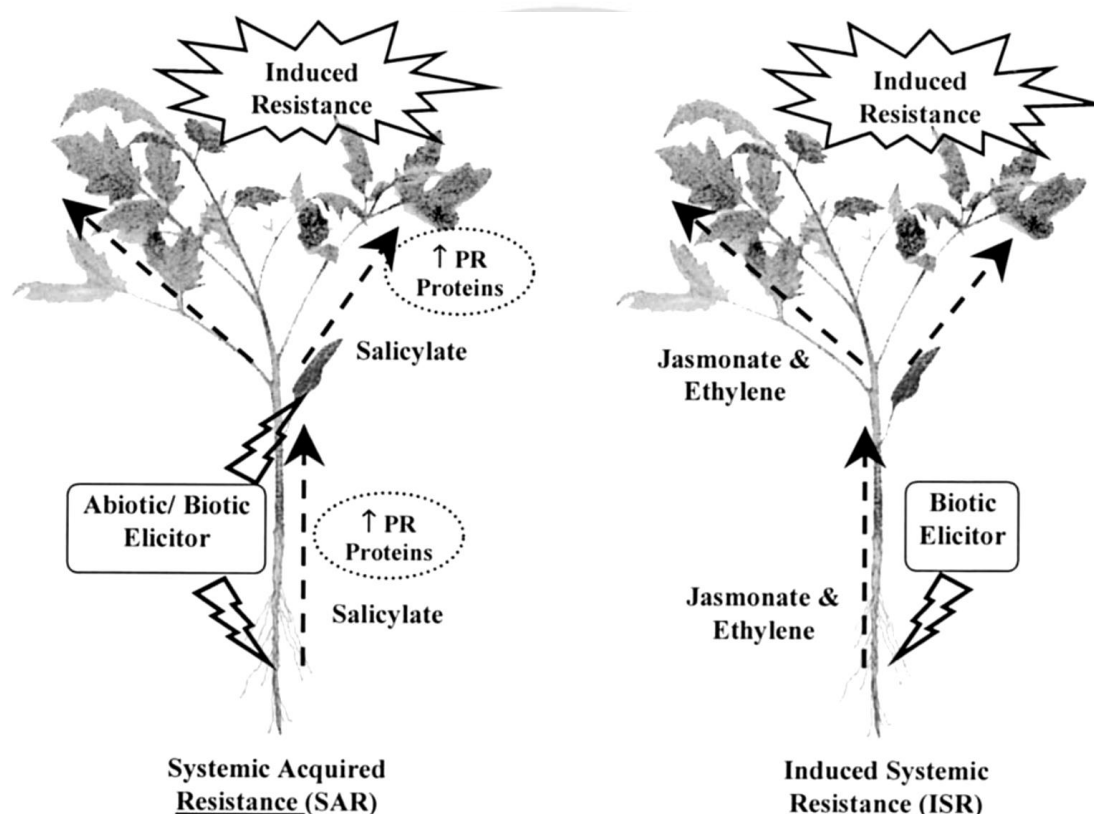 Induced
Resistance
↑ PR
Proteins
Salicylate
Abiotic/ Biotic
Elicitor
↑ PR
Proteins
Salicylate
Systemic Acquired
Resistance (SAR)
Induced
Resistance
Jasmonate &
Ethylene
Biotic
Elicitor
Jasmonate &
Ethylene
Induced Systemic
Resistance (ISR)